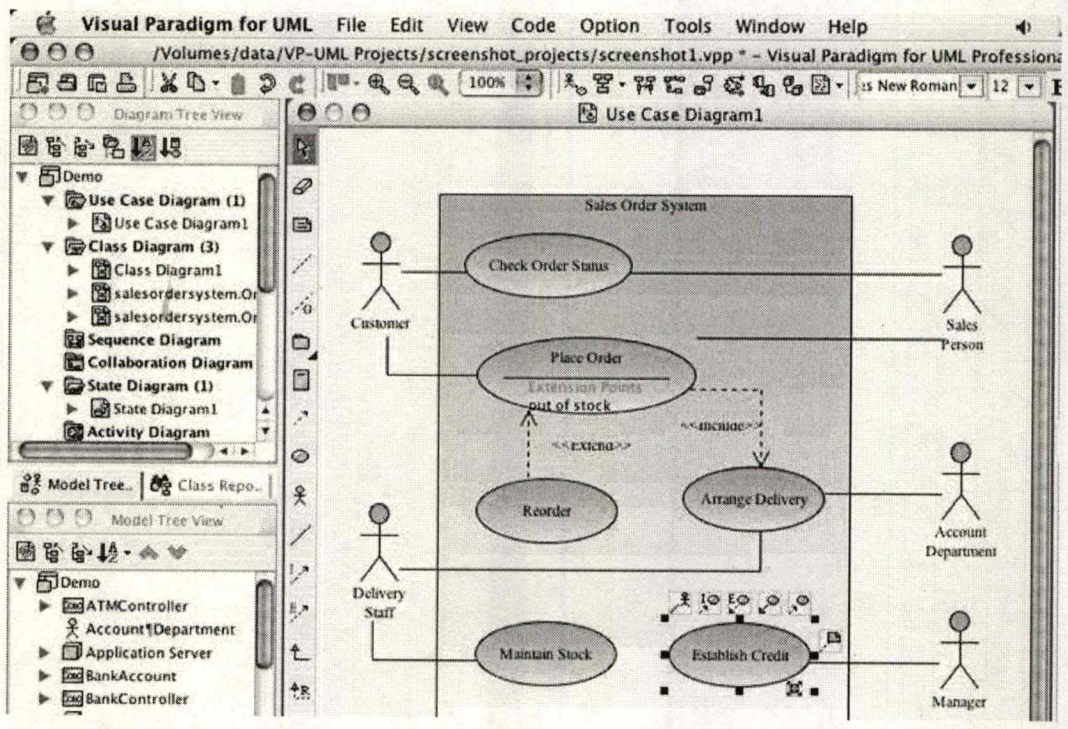 Visual Paradigm for UML File Edit View Code Option Tools Window Help
/Volumes/data/VP-UML Projects/screenshot_projects/screenshot1.vpp * - Visual Paradigm for UML Professiona
100%
es New Roman 12
Diagram Tree View
Demo
Use Case Diagram (1)
Use Case Diagram1
Class Diagram (3)
Class Diagram1
salesordersystem.Or
salesordersystem.Or
Sequence Diagram
Collaboration Diagram
State Diagram (1)
State Diagram1
Activity Diagram
Model Tree.. Class Repo..
Model Tree View
Demo
ATMController
Account¶Department
Application Server
BankAccount
BankController
Use Case Diagram1
Sales Order System
Check Order Status
Customer
Sales
Person
Place Order
Extension Points
out of stock
<<Extend>>
<<Include>>
Reorder
Arrange Delivery
Account
Department
Delivery
Staff
Maintain Stock
Establish Credit
Manager